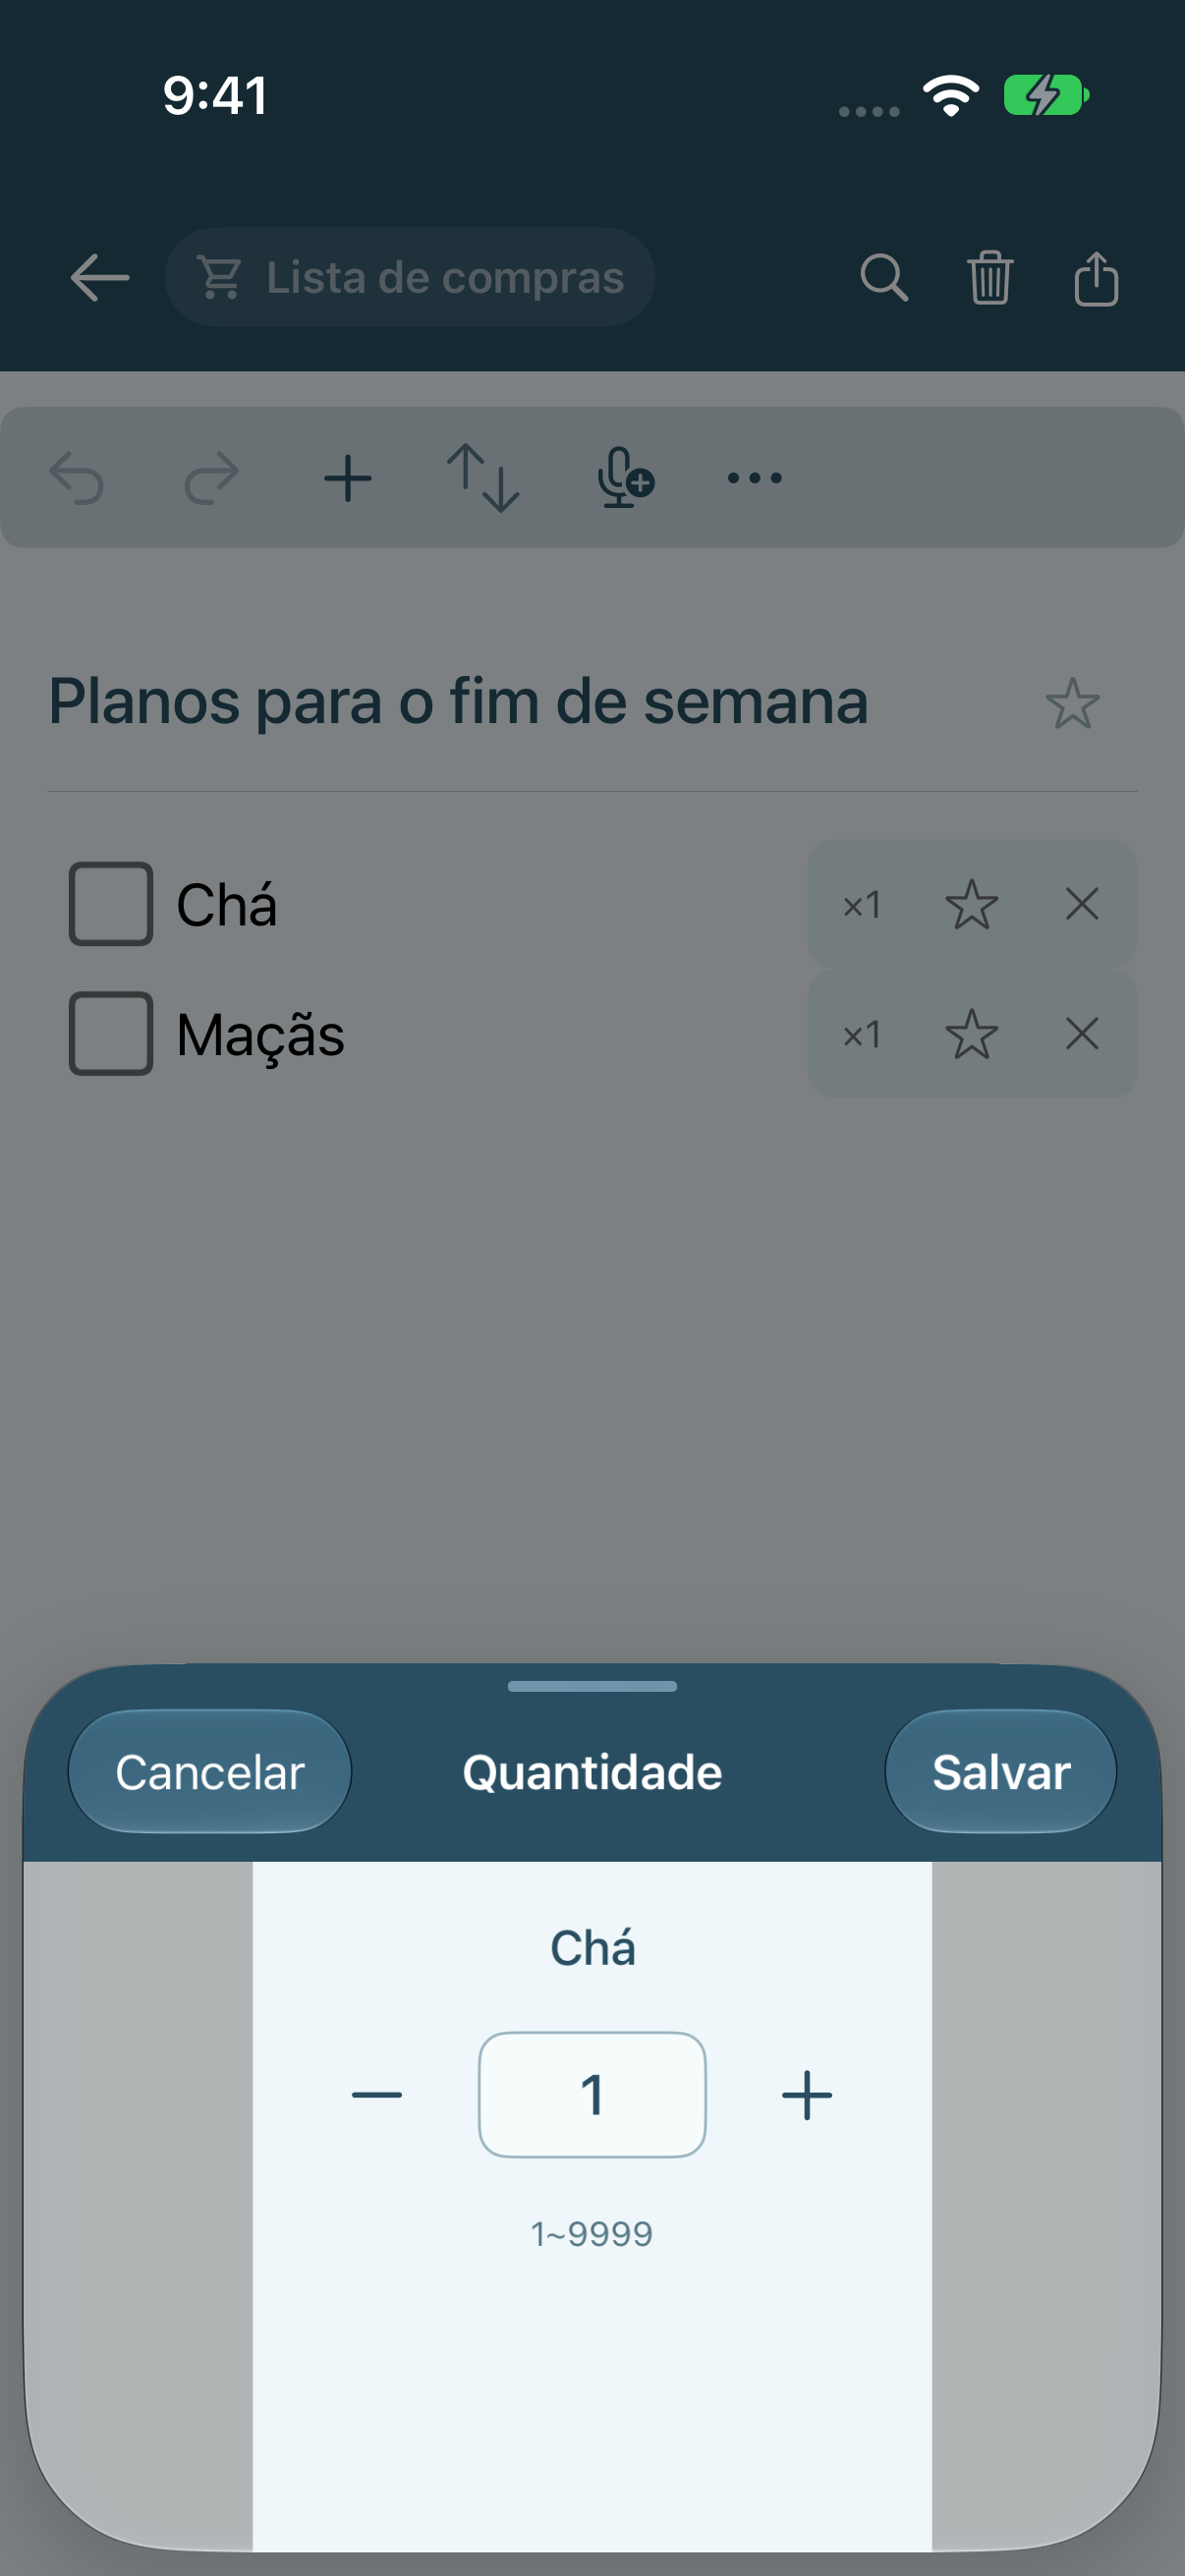 9:41
Lista de compras
Planos para o fim de semana
Chá ×1
Maçãs ×1
Cancelar Quantidade Salvar
Chá
1
1~9999